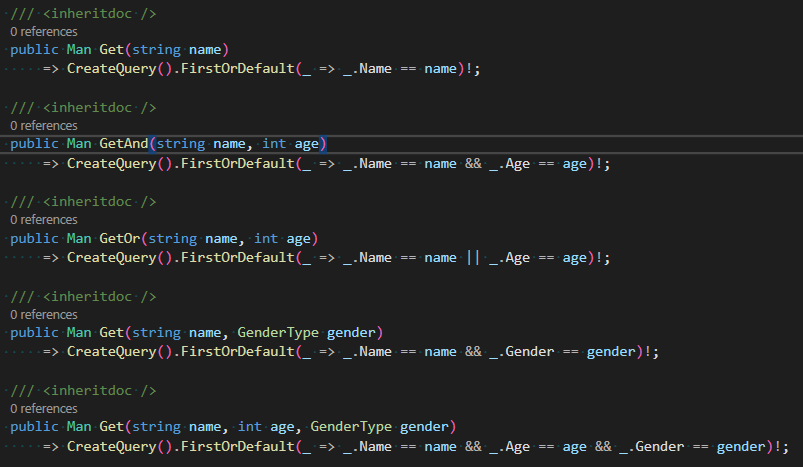 /// <inheritdoc />
0 references
public Man Get(string name)
=> CreateQuery().FirstOrDefault(_ => _.Name == name)!;
/// <inheritdoc />
0 references
public Man GetAnd(string name, int age)
=> CreateQuery().FirstOrDefault(_ => _.Name == name && _.Age == age)!;
/// <inheritdoc />
0 references
public Man GetOr(string name, int age)
=> CreateQuery().FirstOrDefault(_ => _.Name == name || _.Age == age)!;
/// <inheritdoc />
0 references
public Man Get(string name, GenderType gender)
=> CreateQuery().FirstOrDefault(_ => _.Name == name && _.Gender == gender)!;
/// <inheritdoc />
0 references
public Man Get(string name, int age, GenderType gender)
=> CreateQuery().FirstOrDefault(_ => _.Name == name && _.Age == age && _.Gender == gender)!;